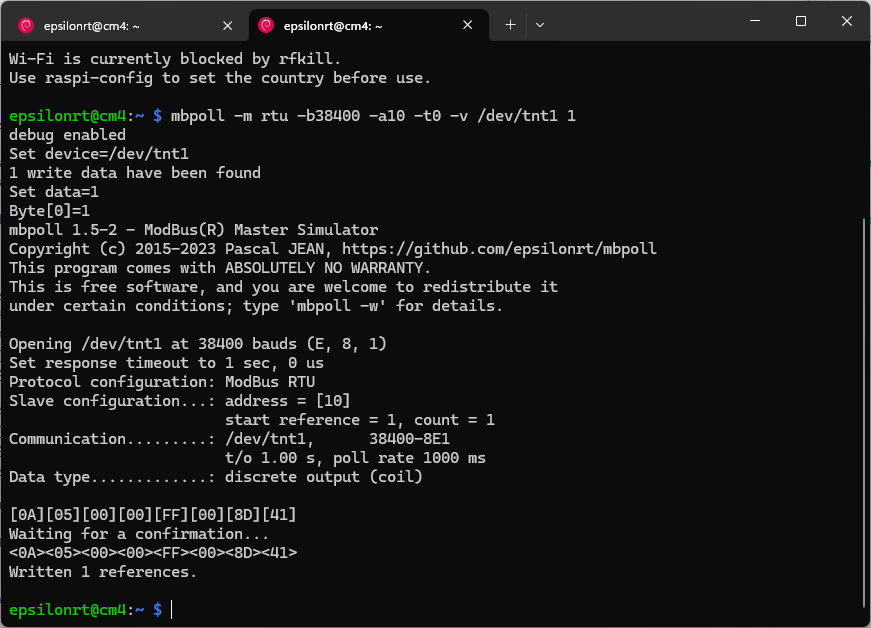 epsilonrt@cm4: ~
epsilonrt@cm4: ~
Wi-Fi is currently blocked by rfkill.
Use raspi-config to set the country before use.
epsilonrt@cm4:~ $ mbpoll -m rtu -b38400 -a10 -t0 -v /dev/tnt1 1
debug enabled
Set device=/dev/tnt1
1 write data have been found
Set data=1
Byte[0]=1
mbpoll 1.5-2 - ModBus(R) Master Simulator
Copyright (c) 2015-2023 Pascal JEAN, https://github.com/epsilonrt/mbpoll
This program comes with ABSOLUTELY NO WARRANTY.
This is free software, and you are welcome to redistribute it
under certain conditions; type 'mbpoll -w' for details.
Opening /dev/tnt1 at 38400 bauds (E, 8, 1)
Set response timeout to 1 sec, 0 us
Protocol configuration: ModBus RTU
Slave configuration...: address = [10]
start reference = 1, count = 1
Communication.........: /dev/tnt1,      38400-8E1
t/o 1.00 s, poll rate 1000 ms
Data type.............: discrete output (coil)
[0A][05][00][00][FF][00][8D][41]
Waiting for a confirmation...
<0A><05><00><00><FF><00><8D><41>
Written 1 references.
epsilonrt@cm4:~ $